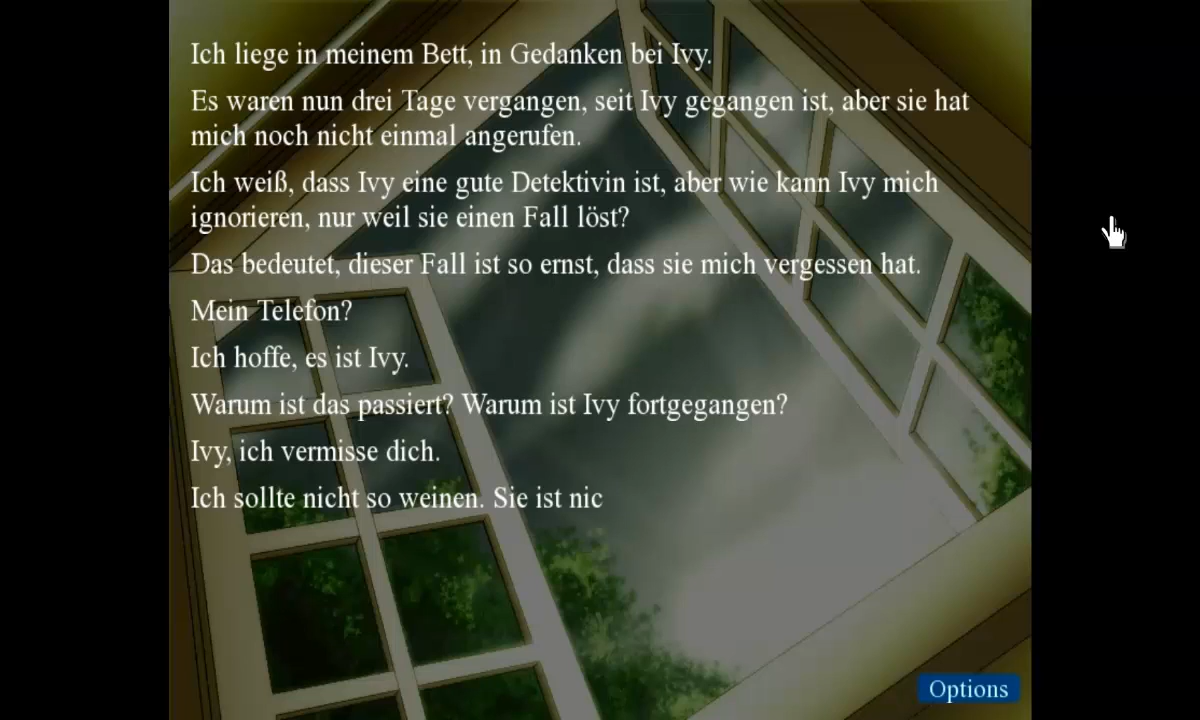 Ich liege in meinem Bett, in Gedanken bei Ivy.
Es waren nun drei Tage vergangen, seit Ivy gegangen ist, aber sie hat
mich noch nicht einmal angerufen.
Ich weiß, dass Ivy eine gute Detektivin ist, aber wie kann Ivy mich
ignorieren, nur weil sie einen Fall löst?
Das bedeutet, dieser Fall ist so ernst, dass sie mich vergessen hat.
Mein Telefon?
Ich hoffe, es ist Ivy.
Warum ist das passiert? Warum ist Ivy fortgegangen?
Ivy, ich vermisse dich.
Ich sollte nicht so weinen. Sie ist nic
Options